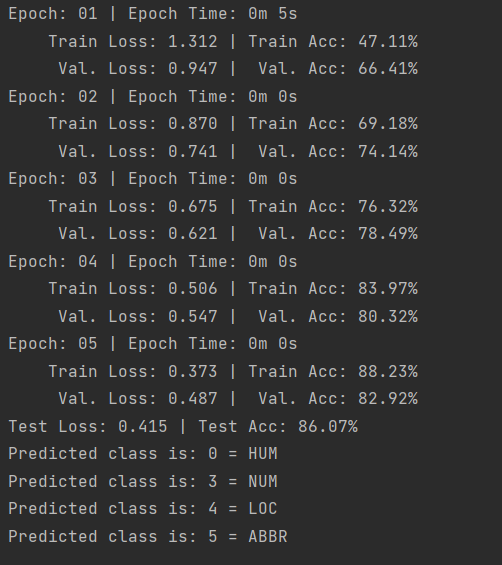 Epoch: 01 | Epoch Time: 0m 5s
Train Loss: 1.312 | Train Acc: 47.11%
Val. Loss: 0.947 |  Val. Acc: 66.41%
Epoch: 02 | Epoch Time: 0m 0s
Train Loss: 0.870 | Train Acc: 69.18%
Val. Loss: 0.741 |  Val. Acc: 74.14%
Epoch: 03 | Epoch Time: 0m 0s
Train Loss: 0.675 | Train Acc: 76.32%
Val. Loss: 0.621 |  Val. Acc: 78.49%
Epoch: 04 | Epoch Time: 0m 0s
Train Loss: 0.506 | Train Acc: 83.97%
Val. Loss: 0.547 |  Val. Acc: 80.32%
Epoch: 05 | Epoch Time: 0m 0s
Train Loss: 0.373 | Train Acc: 88.23%
Val. Loss: 0.487 |  Val. Acc: 82.92%
Test Loss: 0.415 | Test Acc: 86.07%
Predicted class is: 0 = HUM
Predicted class is: 3 = NUM
Predicted class is: 4 = LOC
Predicted class is: 5 = ABBR